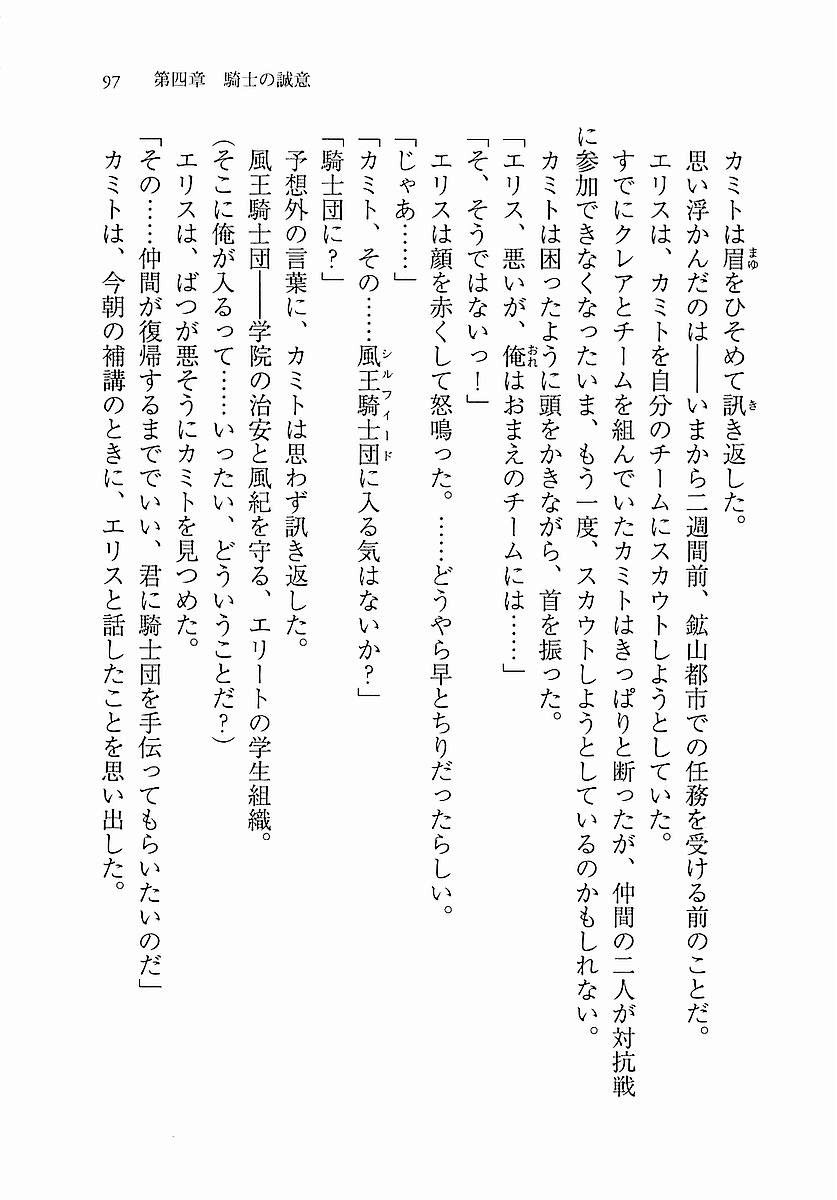 97　第四章　騎士の誠意
カミトは眉をひそめて訊き返した。
思い浮かんだのは――いまから二週間前、鉱山都市での任務を受ける前のことだ。
エリスは、カミトを自分のチームにスカウトしようとしていた。
すでにクレアとチームを組んでいたカミトはきっぱりと断ったが、仲間の二人が対抗戦
に参加できなくなったいま、もう一度、スカウトしようとしているのかもしれない。
カミトは困ったように頭をかきながら、首を振った。
「エリス、悪いが、俺はおまえのチームには……」
「そ、そうではないっ！」
エリスは顔を赤くして怒鳴った。……どうやら早とちりだったらしい。
「じゃあ……」
「カミト、その……風王騎士団に入る気はないか？」
「騎士団に？」
予想外の言葉に、カミトは思わず訊き返した。
風王騎士団――学院の治安と風紀を守る、エリートの学生組織。
（そこに俺が入るって……いったい、どういうことだ？）
エリスは、ばつが悪そうにカミトを見つめた。
「その……仲間が復帰するまででいい、君に騎士団を手伝ってもらいたいのだ」
カミトは、今朝の補講のときに、エリスと話したことを思い出した。
まゆ
き
おれ
シルフィード